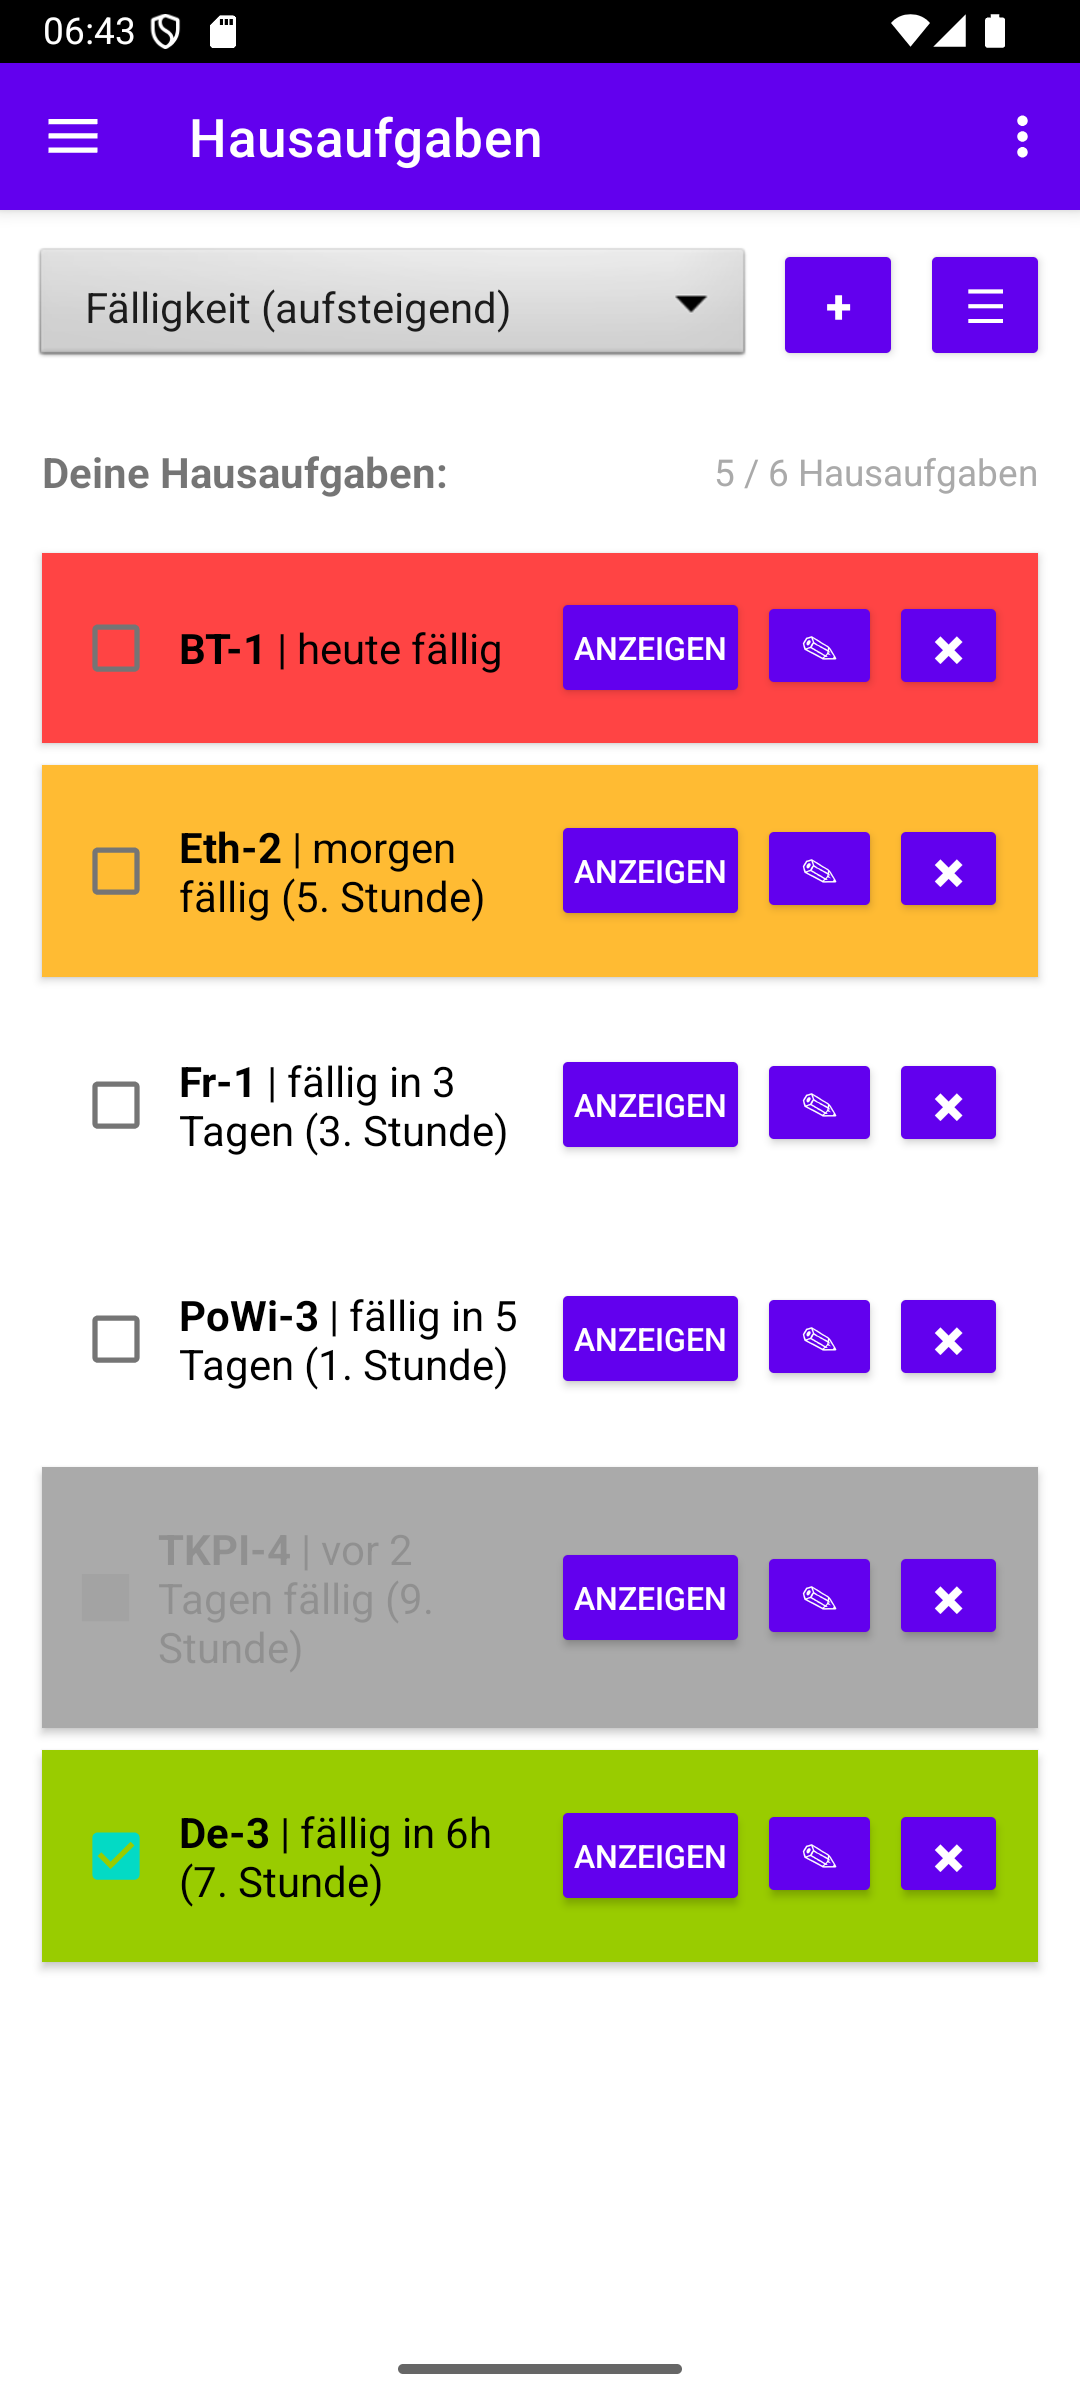 06:43
Hausaufgaben
Fälligkeit (aufsteigend)
+
Deine Hausaufgaben:
5 / 6 Hausaufgaben
BT-1 | heute fällig
ANZEIGEN
Eth-2 | morgen
fällig (5. Stunde)
ANZEIGEN
Fr-1 | fällig in 3
Tagen (3. Stunde)
ANZEIGEN
PoWi-3 | fällig in 5
Tagen (1. Stunde)
ANZEIGEN
TKPI-4 | vor 2
Tagen fällig (9.
Stunde)
ANZEIGEN
De-3 | fällig in 6h
(7. Stunde)
ANZEIGEN